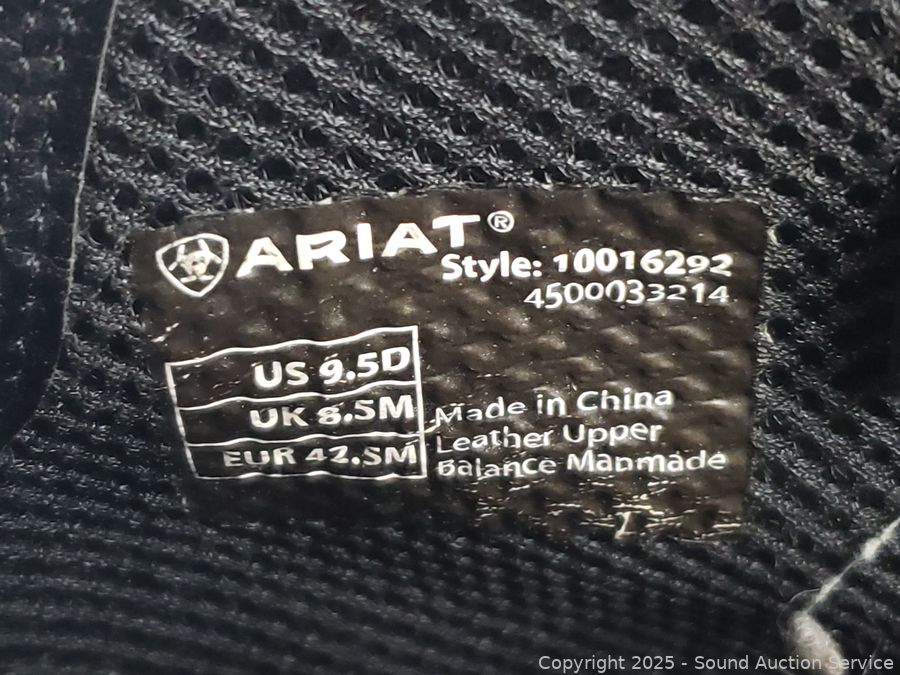 ARIAT®
Style: 10016292
4500033214
US 9.5D
UK 8.5M
EUR 42.5M
Made in China
Leather Upper
Balance Manmade
Copyright 2025 - Sound Auction Service